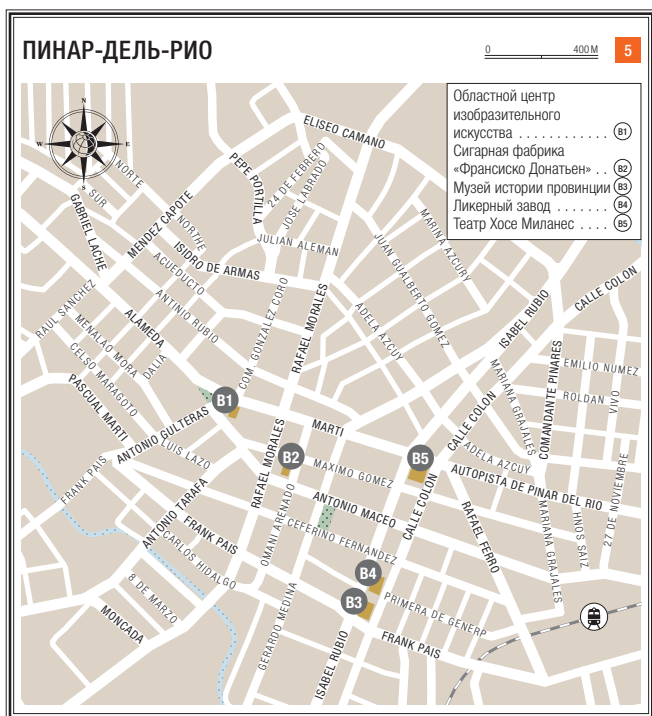 ПИНАР-ДЕЛЬ-РИО
0 400 М
5
Областной центр
изобразительного
искусства . . . . . . . . . . . . B1
Сигарная фабрика
«Франсиско Донатьен» . . B2
Музей истории провинции B3
Ликерный завод . . . . . . . B4
Театр Хосе Миланес . . . . B5
N
W
E
S
ELISEO CAMANO
PEPE PORTILLA
24 DE FEBRERO
JOSE LABRADO
NORTE
SUR
GABRIEL LACHE
MENDEZ CAPOTE
NORTHE
ACUEDUCTO
ISIDRO DE ARMAS
JULIAN ALEMAN
JUAN GUALBERTO GOMEZ
MARINA AZCURY
CALLE COLON
ISABEL RUBIO
RAUL SANCHEZ
MENALAO MORA
CELSO MARAGOTO
PASCUAL MARTI
ALAMEDA
ANTINIO RUBIO
DALIA
COM. GONZALEZ CORO
RAFAEL MORALES
ADELA AZCUY
EMILIO NUMEZ
ROLDAN
VIVO
COMANDANTE PINARES
MARIANA GRAJALES
B1
ANTONIO GULTERAS
LUIS LAZO
MARTI
CALLE COLON
ADELA AZCUY
FRANK PAIS
RAFAEL MORALES
B2
MAXIMO GOMEZ
B5
AUTOPISTA DE PINAR DEL RIO
ANTONIO TARAFA
OMANI ARENADO
ANTONIO MACEO
CALLE COLON
RAFAEL FERRO
MARIANA GRAJALES
HNOS SAIZ
27 DE NOVIEMBRE
FRANK PAIS
CARLOS HIDALGO
CEFERINO FERNANDEZ
8 DE MARZO
MONCADA
GERARDO MEDINA
B4
B3
PRIMERA DE GENERP
ISABEL RUBIO
FRANK PAIS